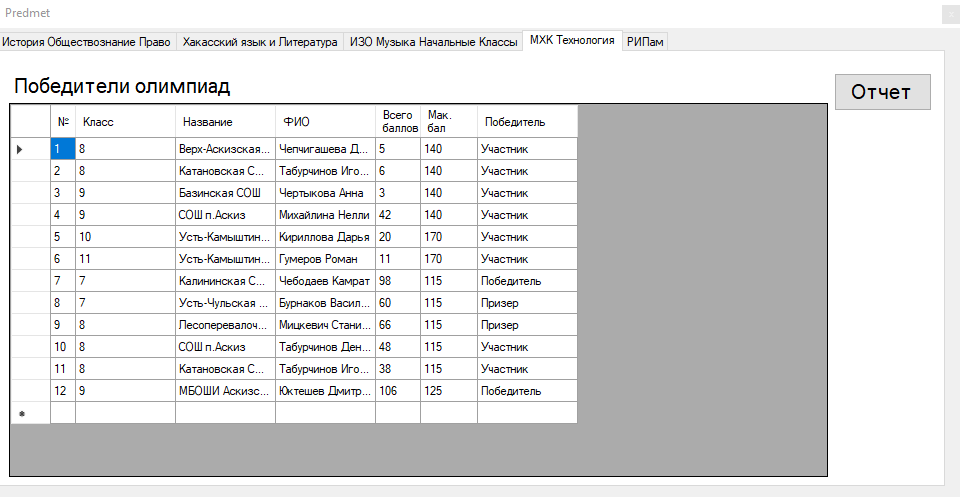 Predmet
История Обществознание Право Хакасский язык и Литература ИЗО Музыка Начальные Классы МХК Технология РИПам
Победители олимпиад
Отчет
№ Класс Название ФИО Всего баллов Мак. бал Победитель
1 8 Верх-Аскизская... Чепчигашева Д... 5 140 Участник
2 8 Катановская С... Табурчинов Иго... 6 140 Участник
3 9 Базинская СОШ Чертыкова Анна 3 140 Участник
4 9 СОШ п.Аскиз Михайлина Нелли 42 140 Участник
5 10 Усть-Камыштин... Кириллова Дарья 20 170 Участник
6 11 Усть-Камыштин... Гумеров Роман 11 170 Участник
7 7 Калининская С... Чебодаев Камрат 98 115 Победитель
8 7 Усть-Чульская ... Бурнаков Васил... 60 115 Призер
9 8 Лесоперевалоч... Мицкевич Стани... 66 115 Призер
10 8 СОШ п.Аскиз Табурчинов Ден... 48 115 Участник
11 8 Катановская С... Табурчинов Иго... 38 115 Участник
12 9 МБОШИ Аскизс... Юктешев Дмитр... 106 125 Победитель